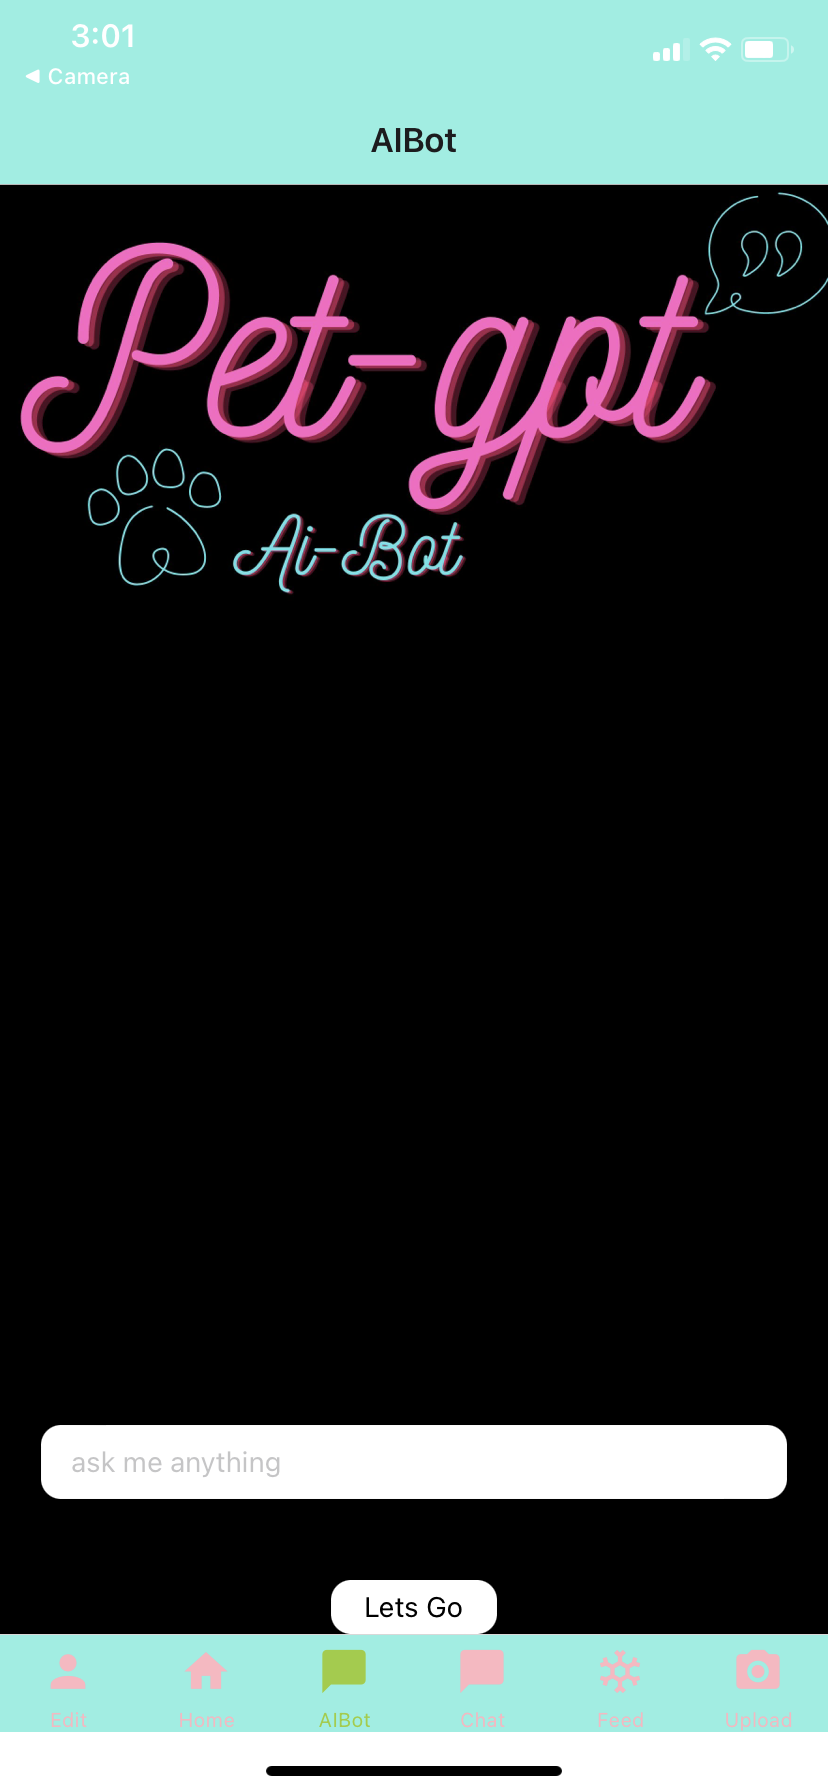 3:01
◀ Camera
AIBot
Pet-gpt
Ai-Bot
ask me anything
Lets Go
Edit Home AIBot Chat Feed Upload